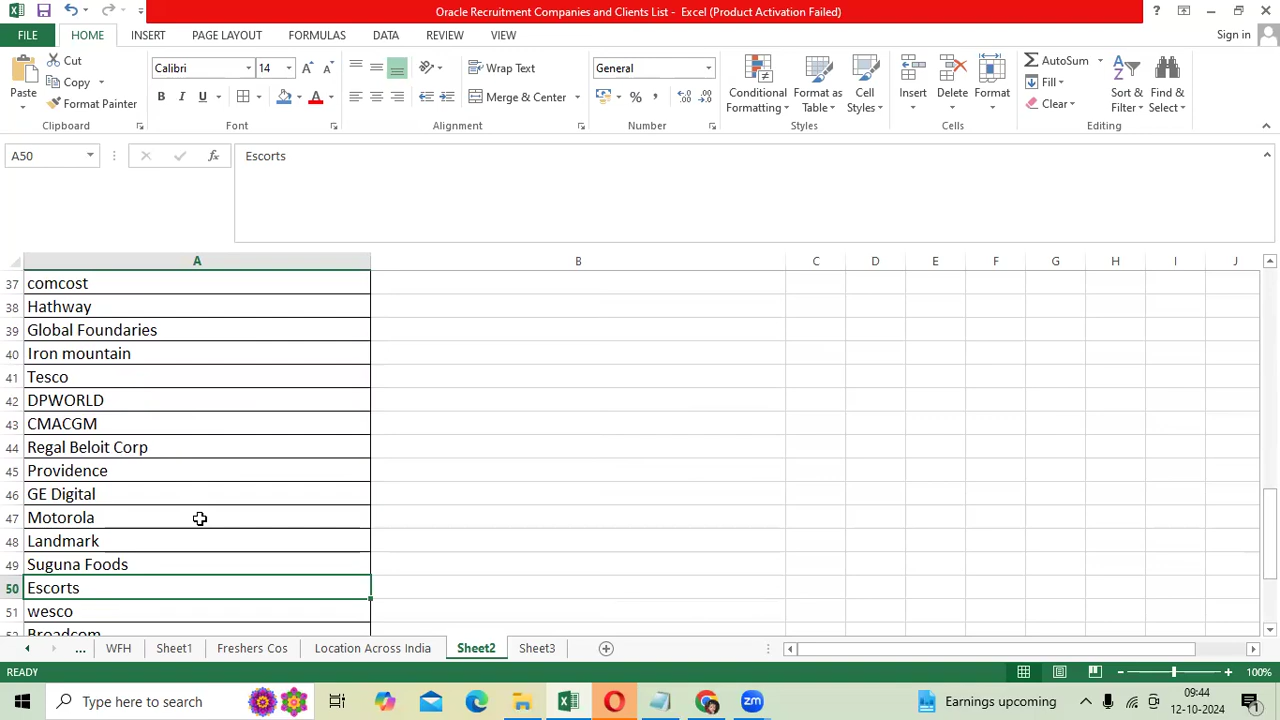 Oracle Recruitment Companies and Clients List - Excel (Product Activation Failed)
FILE HOME INSERT PAGE LAYOUT FORMULAS DATA REVIEW VIEW Sign in
Paste
Cut
Copy
Format Painter
Clipboard
Calibri 14
B I U
Font
Wrap Text
Merge & Center
Alignment
General
%
Number
Conditional Formatting
Format as Table
Cell Styles
Styles
Insert
Delete
Format
Cells
AutoSum
Fill
Clear
Sort & Filter
Find & Select
Editing
A50 fx Escorts
A B C D E F G H I J
37 comcost
38 Hathway
39 Global Foundaries
40 Iron mountain
41 Tesco
42 DPWORLD
43 CMACGM
44 Regal Beloit Corp
45 Providence
46 GE Digital
47 Motorola
48 Landmark
49 Suguna Foods
50 Escorts
51 wesco
52 Broadcom
... WFH Sheet1 Freshers Cos Location Across India Sheet2 Sheet3
READY 100%
Type here to search
Earnings upcoming
09:44
12-10-2024
1